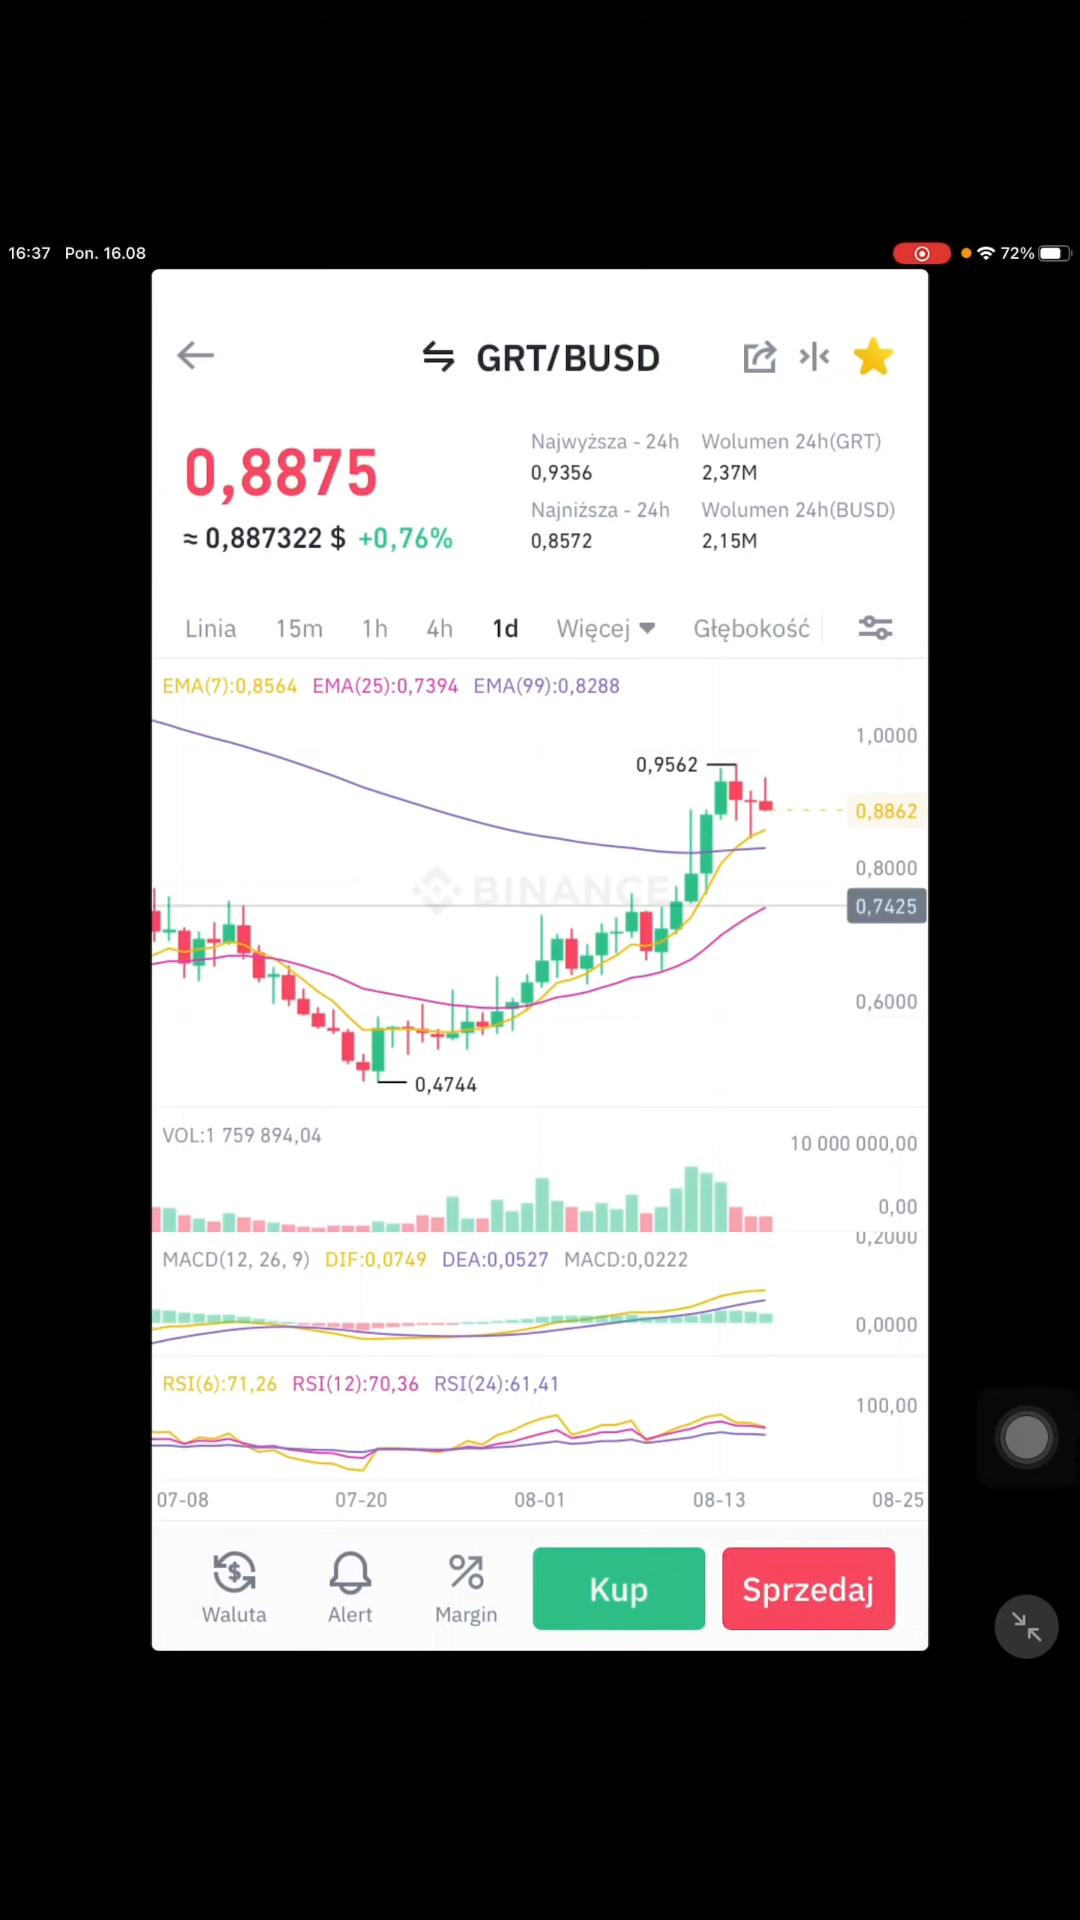 16:37 Pon. 16.08
72%
GRT/BUSD
0,8875
≈ 0,887322 $ +0,76%
Najwyższa - 24h
0,9356
Najniższa - 24h
0,8572
Wolumen 24h(GRT)
2,37M
Wolumen 24h(BUSD)
2,15M
Linia 15m 1h 4h 1d Więcej Głębokość
EMA(7):0,8564 EMA(25):0,7394 EMA(99):0,8288
1,0000
0,9562
0,8862
0,8000
BINANCE
0,7425
0,6000
0,4744
VOL:1 759 894,04
10 000 000,00
0,00
0,2000
MACD(12, 26, 9) DIF:0,0749 DEA:0,0527 MACD:0,0222
0,0000
RSI(6):71,26 RSI(12):70,36 RSI(24):61,41
100,00
07-08 07-20 08-01 08-13 08-25
Waluta Alert Margin Kup Sprzedaj